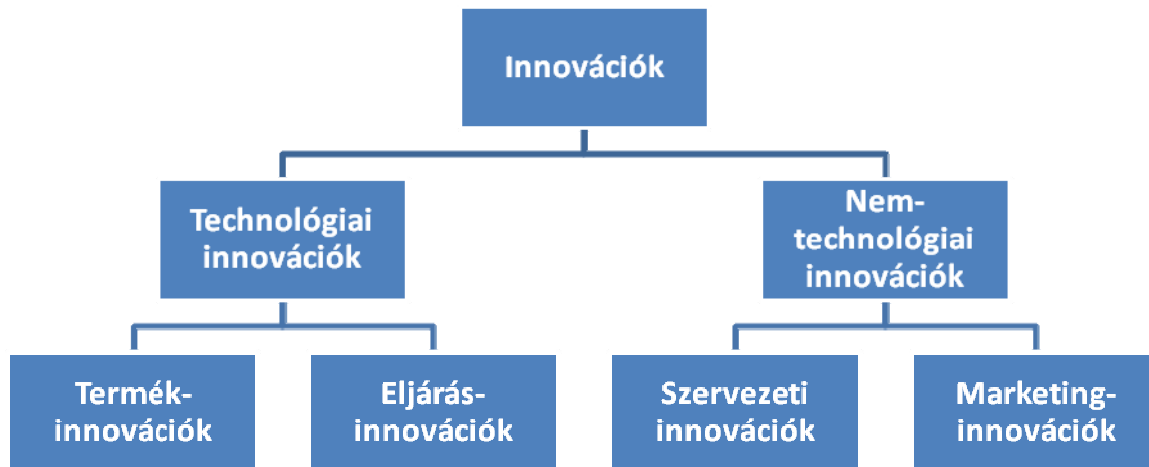 Innovációk
Technológiai
innovációk
Nem-
technológiai
innovációk
Termék-
innovációk
Eljárás-
innovációk
Szervezeti
innovációk
Marketing-
innovációk